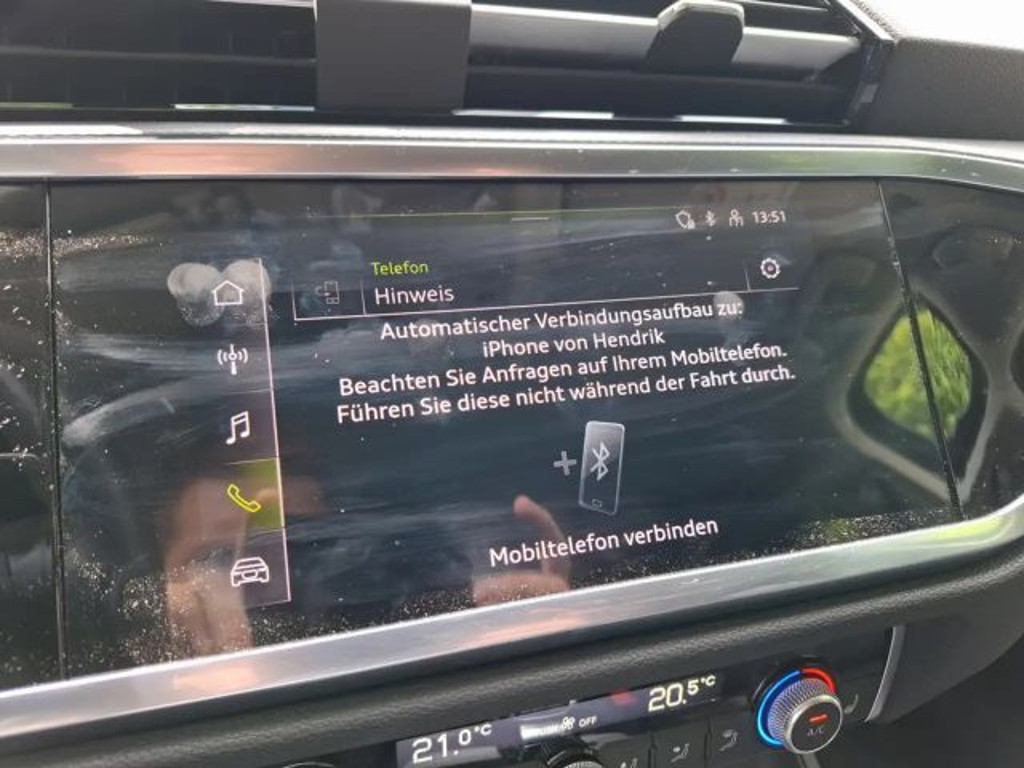 13:51
Telefon
Hinweis
Automatischer Verbindungsaufbau zu:
iPhone von Hendrik
Beachten Sie Anfragen auf Ihrem Mobiltelefon.
Führen Sie diese nicht während der Fahrt durch.
Mobiltelefon verbinden
21.0°C
OFF
20.5°C
A/C